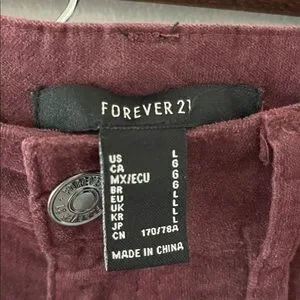 FOREVER 21
US L
CA G
MX/ECU G
BR G
EU L
UK L
KR L
JP L
CN 170/78A
MADE IN CHINA